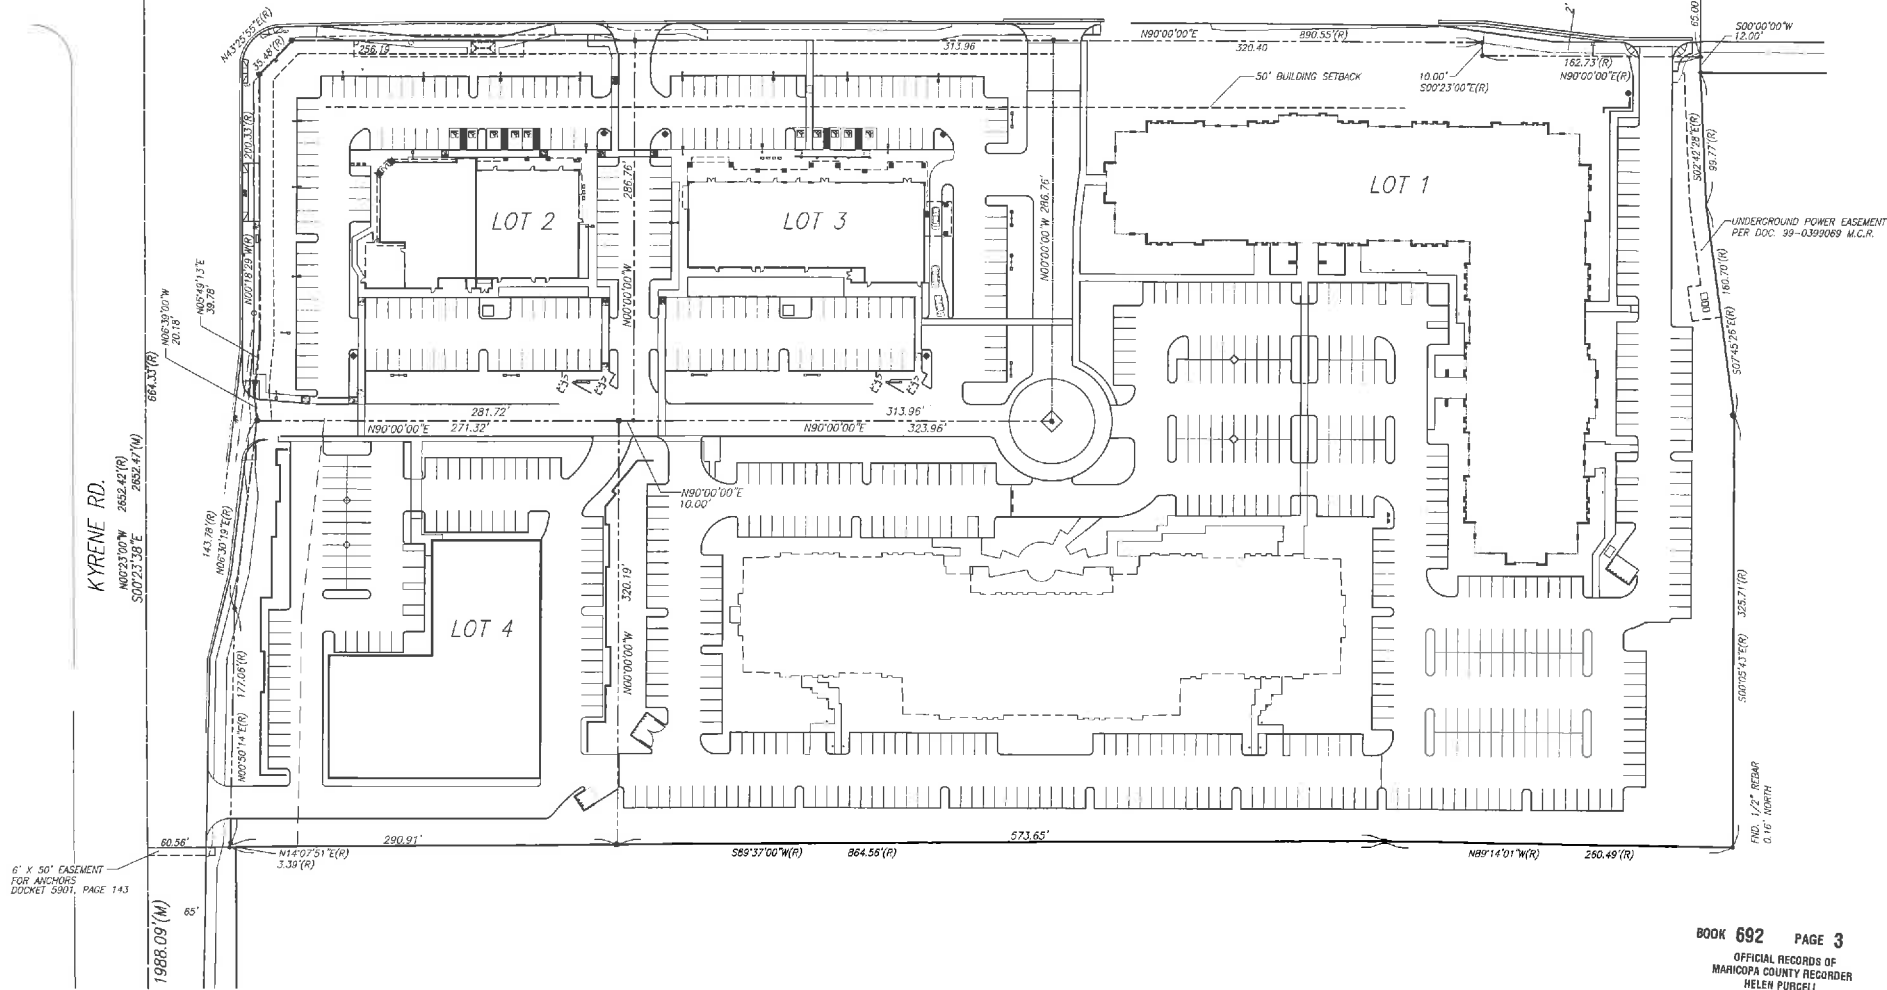 N43°25'55"E(R)
35.48'(R)
256.19
313.96
N90°00'00"E
890.55'(R)
320.40
2'
65.00
S00°00'00"W
12.00'
162.73'(R)
N90°00'00"E(R)
10.00'
S00°23'00"E(R)
50' BUILDING SETBACK
200.33'(R)
N00°18'29"W(R)
286.76'
N00°00'00"W
N00°00'00"W 286.76'
LOT 2
LOT 3
LOT 1
S02°42'28"E(R)
99.77'(R)
UNDERGROUND POWER EASEMENT
PER DOC. 99-0399069 M.C.R.
160.70'(R)
S07°45'26"E(R)
N05°49'13"E
39.78'
N06°39'00"W
20.18'
664.33'(R)
281.72'
N90°00'00"E 271.32'
313.96'
N90°00'00"E 323.96'
N90°00'00"E
10.00'
KYRENE RD.
N00°23'00"W 2652.42'(R)
S00°23'38"E 2652.47'(M)
143.78'(R)
N06°30'19"E(R)
320.19'
N00°00'00"W
LOT 4
177.06'(R)
N00°50'14"E(R)
S00°05'43"E(R) 325.71'(R)
FND. 1/2" REBAR
0.16' NORTH
60.56'
290.91'
573.65'
N14°07'51"E(R)
3.39'(R)
S89°37'00"W(R) 864.56'(R)
N89°14'01"W(R) 260.49'(R)
6' X 50' EASEMENT
FOR ANCHORS
DOCKET 5901, PAGE 143
65'
1988.09'(M)
BOOK 692 PAGE 3
OFFICIAL RECORDS OF
MARICOPA COUNTY RECORDER
HELEN PURCELL